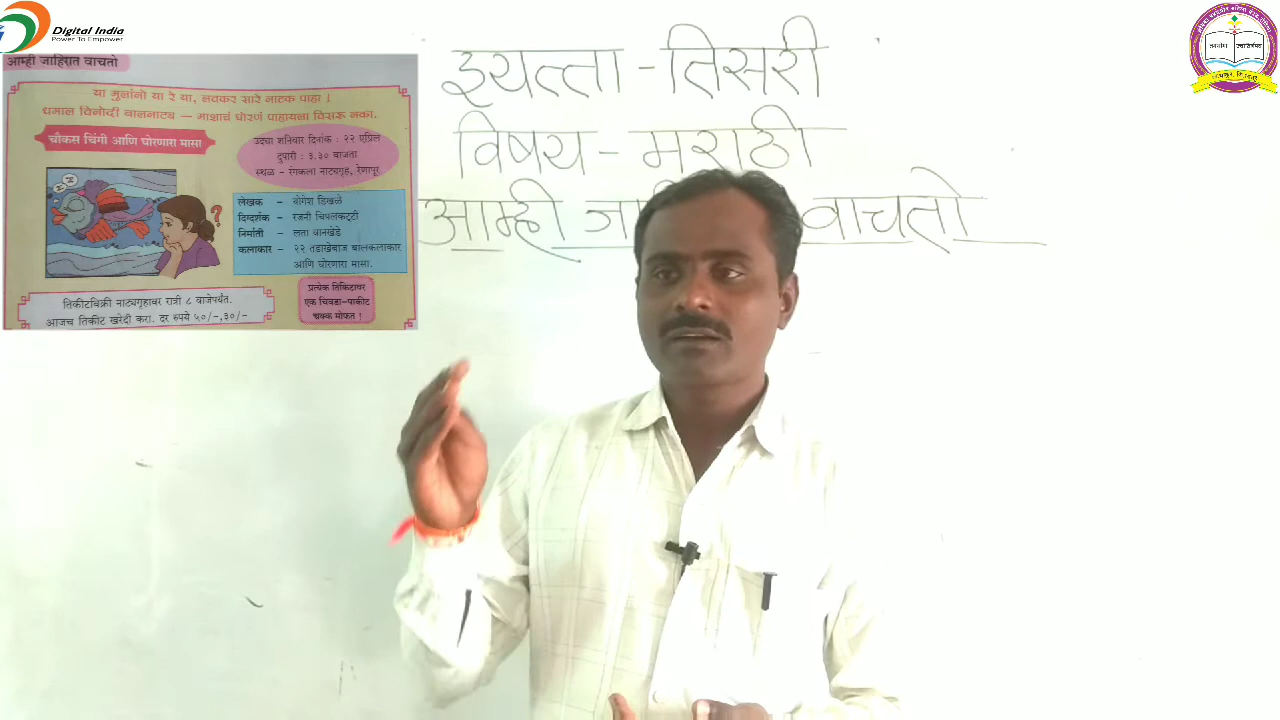 Digital India
Power To Empower
आम्ही जाहिरात वाचतो
या मुलांनो या रे या, लवकर सारे नाटक पाहा !
धमाल विनोदी बालनाट्य – माशाचं घोरणं पाहायला विसरू नका.
चौकस चिंगी आणि घोरणारा मासा
उदया शनिवार दिनांक : २२ एप्रिल
दुपारी : ३.३० वाजता
स्थळ – रंगकला नाट्यगृह, रेणापूर
लेखक – योगेश डिखळे
दिग्दर्शक – रजनी चिपलकट्टी
निर्माती – लता वानखेडे
कलाकार – २२ तडाखेबाज बालकलाकार
आणि घोरणारा मासा.
तिकीटविक्री नाट्यगृहावर रात्री ८ वाजेपर्यंत.
आजच तिकीट खरेदी करा. दर रुपये ५०/-,३०/-
प्रत्येक तिकिटावर
एक चिवडा-पाकीट
चक्क मोफत !
इयत्ता – तिसरी
विषय – मराठी
आम्ही जा वाचतो